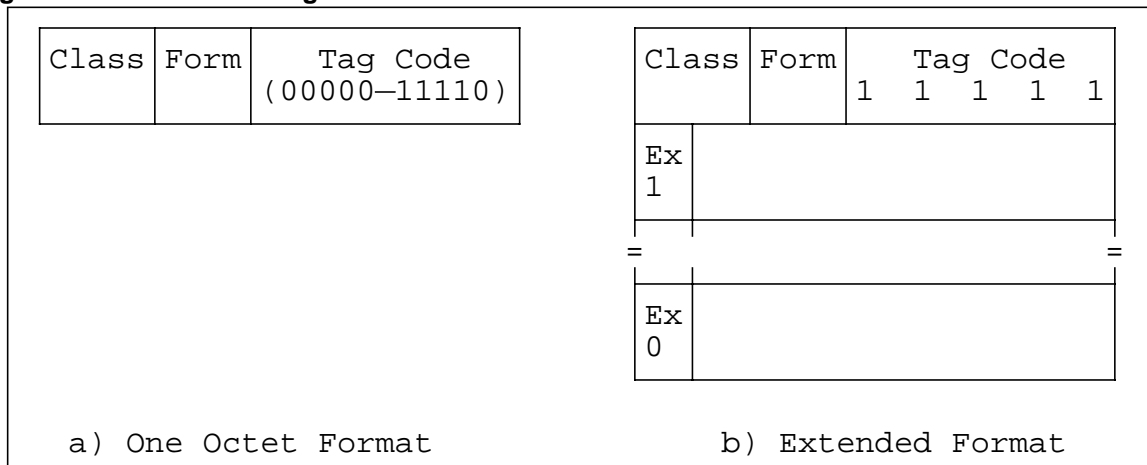 Class Form Tag Code
(00000—11110)
Class Form Tag Code
1 1 1 1 1
Ex
1
= =
Ex
0
a) One Octet Format
b) Extended Format